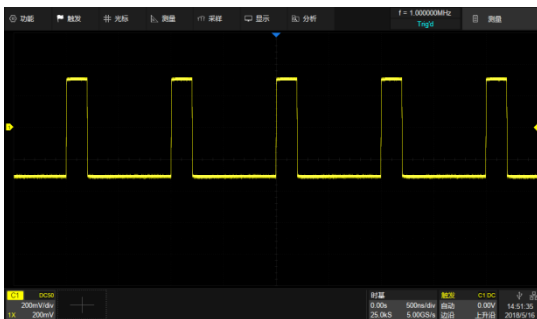 功能 触发 光标 测量 采样 显示 分析 f = 1.000000MHz 测量
Trig'd
C1 DC50 时基 触发 C1 DC
200mV/div 0.00s 500ns/div 自动 0.00V 14:51:35
1X 200mV 25.0kS 5.00GS/s 边沿 上升沿 2018/5/16